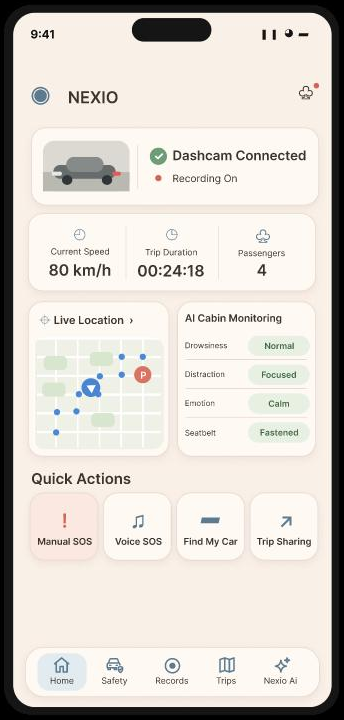 9:41
NEXIO
Dashcam Connected
Recording On
Current Speed
80 km/h
Trip Duration
00:24:18
Passengers
4
Live Location ›
P
AI Cabin Monitoring
Drowsiness Normal
Distraction Focused
Emotion Calm
Seatbelt Fastened
Quick Actions
! Manual SOS
Voice SOS
Find My Car
Trip Sharing
Home
Safety
Records
Trips
Nexio Ai